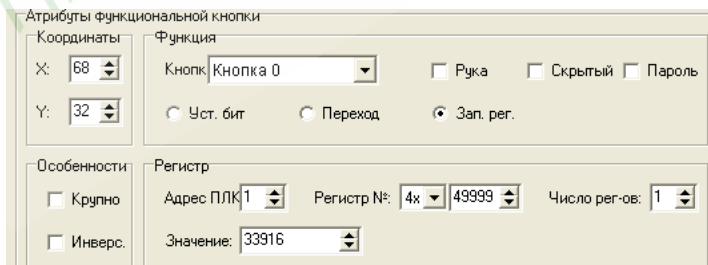 Атрибуты функциональной кнопки
Координаты
Функция
X: 68
Кнопк Кнопка 0
Рука
Скрытый
Пароль
Y: 32
Уст. бит
Переход
Зап. рег.
Особенности
Регистр
Крупно
Адрес ПЛК 1
Регистр №: 4x 49999
Число рег-ов: 1
Инверс.
Значение: 33916